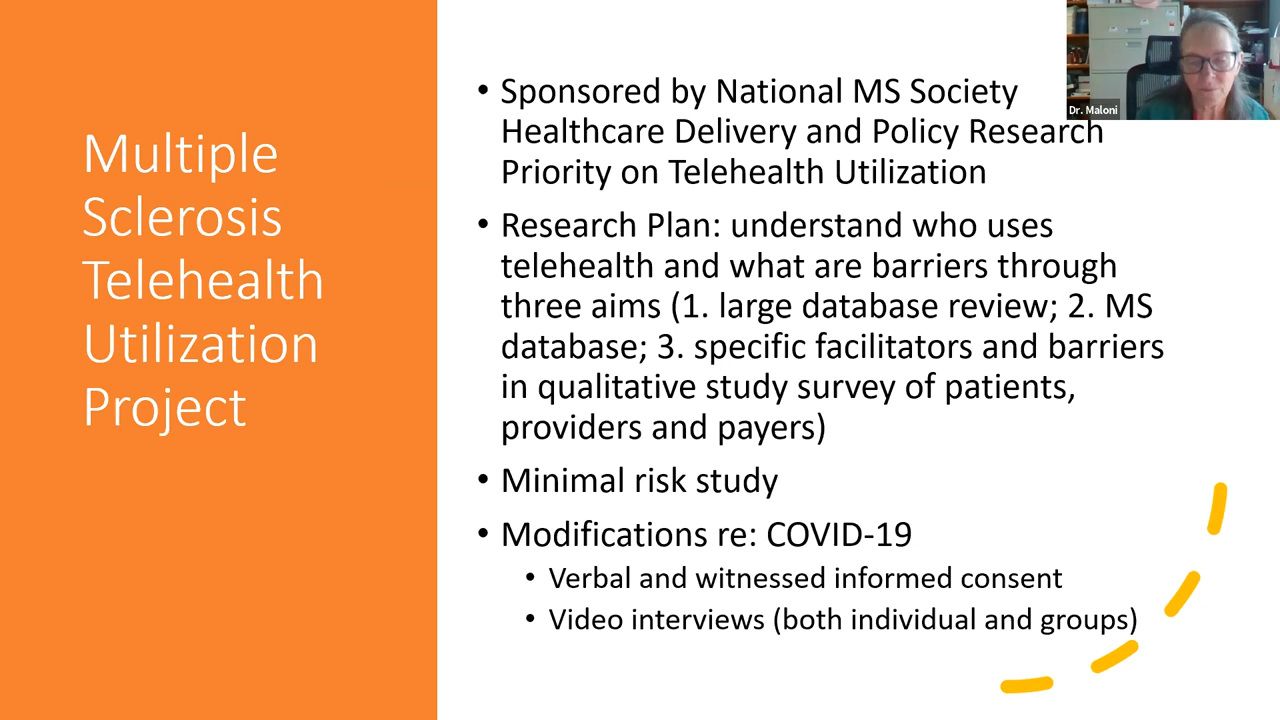 Multiple
Sclerosis
Telehealth
Utilization
Project
• Sponsored by National MS Society
Healthcare Delivery and Policy Research
Priority on Telehealth Utilization
• Research Plan: understand who uses
telehealth and what are barriers through
three aims (1. large database review; 2. MS
database; 3. specific facilitators and barriers
in qualitative study survey of patients,
providers and payers)
• Minimal risk study
• Modifications re: COVID-19
• Verbal and witnessed informed consent
• Video interviews (both individual and groups)
Dr. Maloni